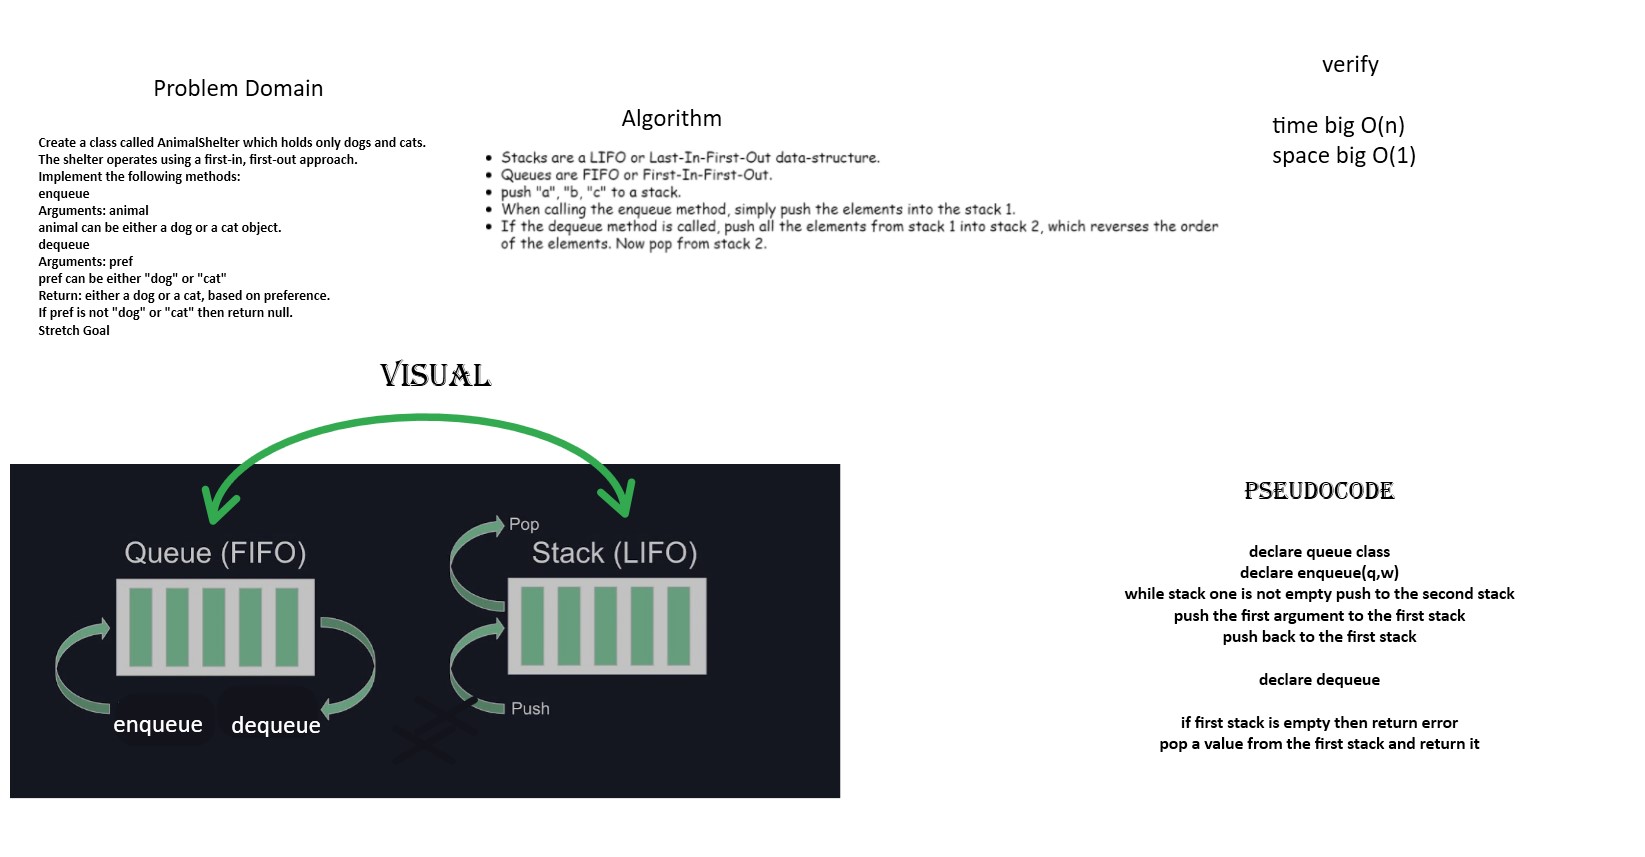 Problem Domain
Create a class called AnimalShelter which holds only dogs and cats.
The shelter operates using a first-in, first-out approach.
Implement the following methods:
enqueue
Arguments: animal
animal can be either a dog or a cat object.
dequeue
Arguments: pref
pref can be either "dog" or "cat"
Return: either a dog or a cat, based on preference.
If pref is not "dog" or "cat" then return null.
Stretch Goal
Algorithm
• Stacks are a LIFO or Last-In-First-Out data-structure.
• Queues are FIFO or First-In-First-Out.
• push "a", "b, "c" to a stack.
• When calling the enqueue method, simply push the elements into the stack 1.
• If the dequeue method is called, push all the elements from stack 1 into stack 2, which reverses the order
of the elements. Now pop from stack 2.
verify
time big O(n)
space big O(1)
VISUAL
Queue (FIFO)
enqueue
dequeue
Pop
Stack (LIFO)
Push
PSEUDOCODE
declare queue class
declare enqueue(q,w)
while stack one is not empty push to the second stack
push the first argument to the first stack
push back to the first stack
declare dequeue
if first stack is empty then return error
pop a value from the first stack and return it